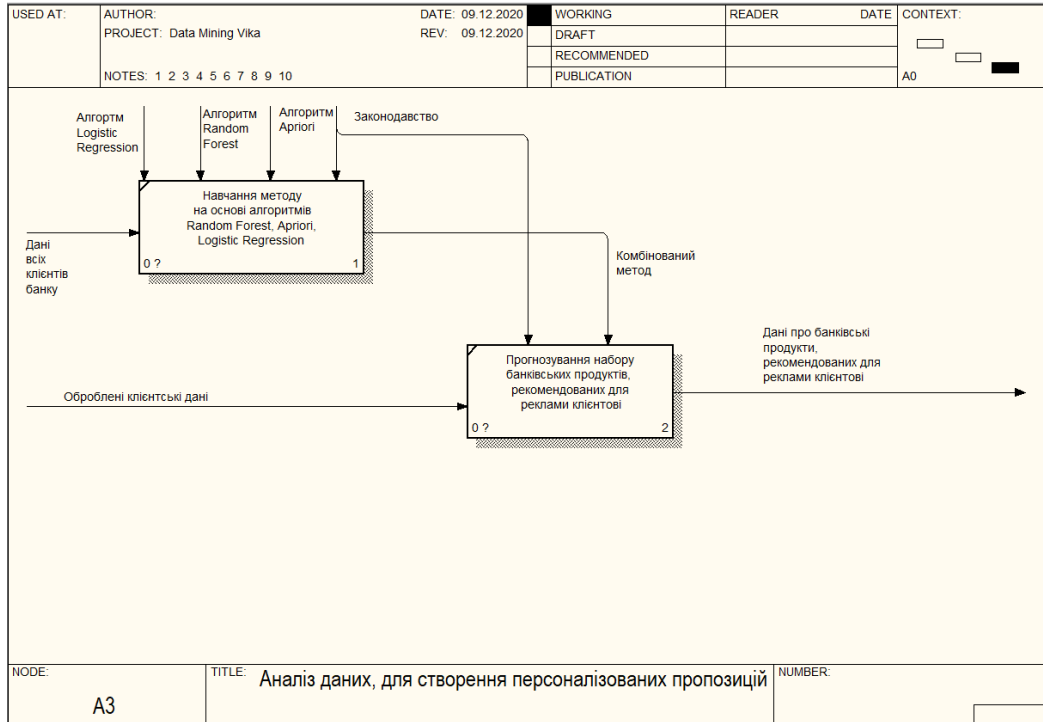 USED AT:
AUTHOR:
DATE: 09.12.2020
WORKING
READER
DATE
CONTEXT:
PROJECT: Data Mining Vika
REV: 09.12.2020
DRAFT
RECOMMENDED
NOTES: 1 2 3 4 5 6 7 8 9 10
PUBLICATION
A0
Алгортм
Logistic
Regression
Алгоритм
Random
Forest
Алгоритм
Apriori
Законодавство
Навчання методу
на основі алгоритмів
Random Forest, Apriori,
Logistic Regression
0 ?
1
Дані
всіх
клієнтів
банку
Комбінований
метод
Прогнозування набору
банківських продуктів,
рекомендованих для
реклами клієнтові
0 ?
2
Оброблені клієнтські дані
Дані про банківські
продукти,
рекомендованих для
реклами клієнтові
NODE:
A3
TITLE:
Аналіз даних, для створення персоналізованих пропозицій
NUMBER: